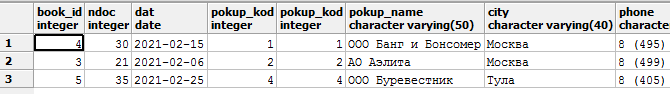 book_id ndoc dat pokup_kod pokup_kod pokup_name city phone
integer integer date integer integer character varying(50) character varying(40) characte
1 4 30 2021-02-15 1 1 ООО Банг и Бонсомер Москва 8 (495)
2 3 21 2021-02-06 2 2 АО Аэлита Москва 8 (499)
3 5 35 2021-02-25 4 4 ООО Буревестник Тула 8 (405)